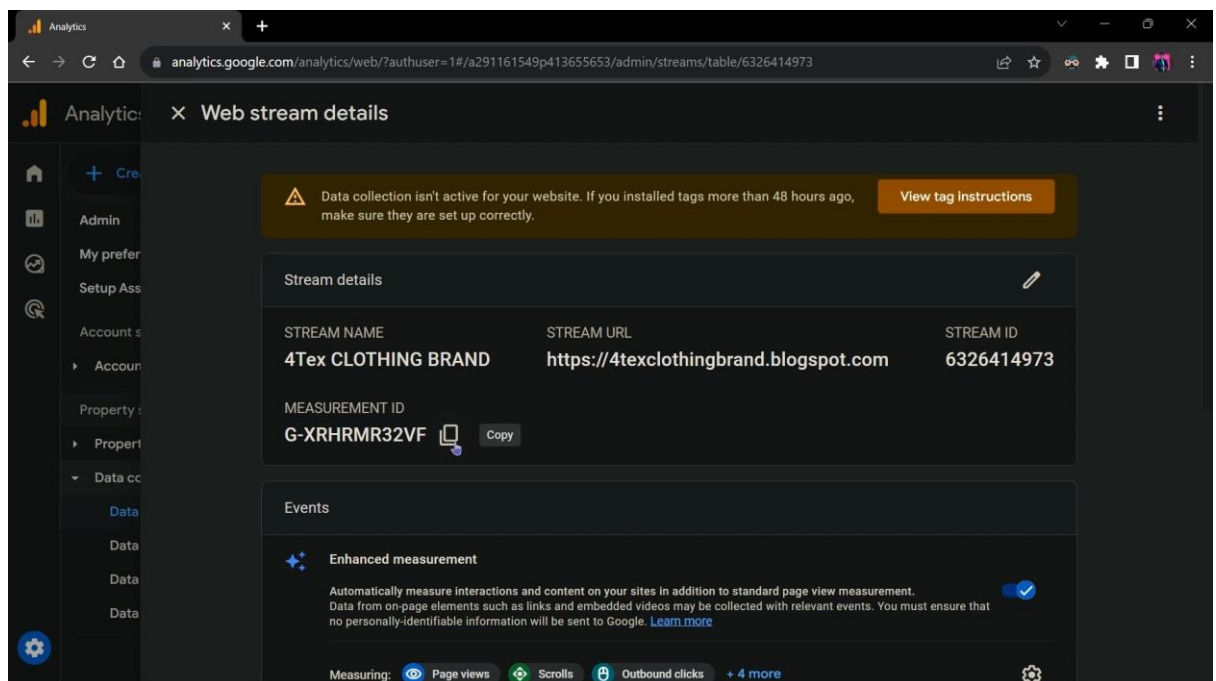 Analytics
analytics.google.com/analytics/web/?authuser=1#/a291161549p413655653/admin/streams/table/6326414973
Analytic
Web stream details
Cre
Admin
My prefer
Setup Ass
Account s
Accoun
Property
Propert
Data co
Data
Data
Data
Data
Data collection isn't active for your website. If you installed tags more than 48 hours ago,
make sure they are set up correctly.
View tag instructions
Stream details
STREAM NAME
4Tex CLOTHING BRAND
STREAM URL
https://4texclothingbrand.blogspot.com
STREAM ID
6326414973
MEASUREMENT ID
G-XRHRMR32VF
Copy
Events
Enhanced measurement
Automatically measure interactions and content on your sites in addition to standard page view measurement.
Data from on-page elements such as links and embedded videos may be collected with relevant events. You must ensure that
no personally-identifiable information will be sent to Google. Learn more
Measuring: Page views Scrolls Outbound clicks + 4 more